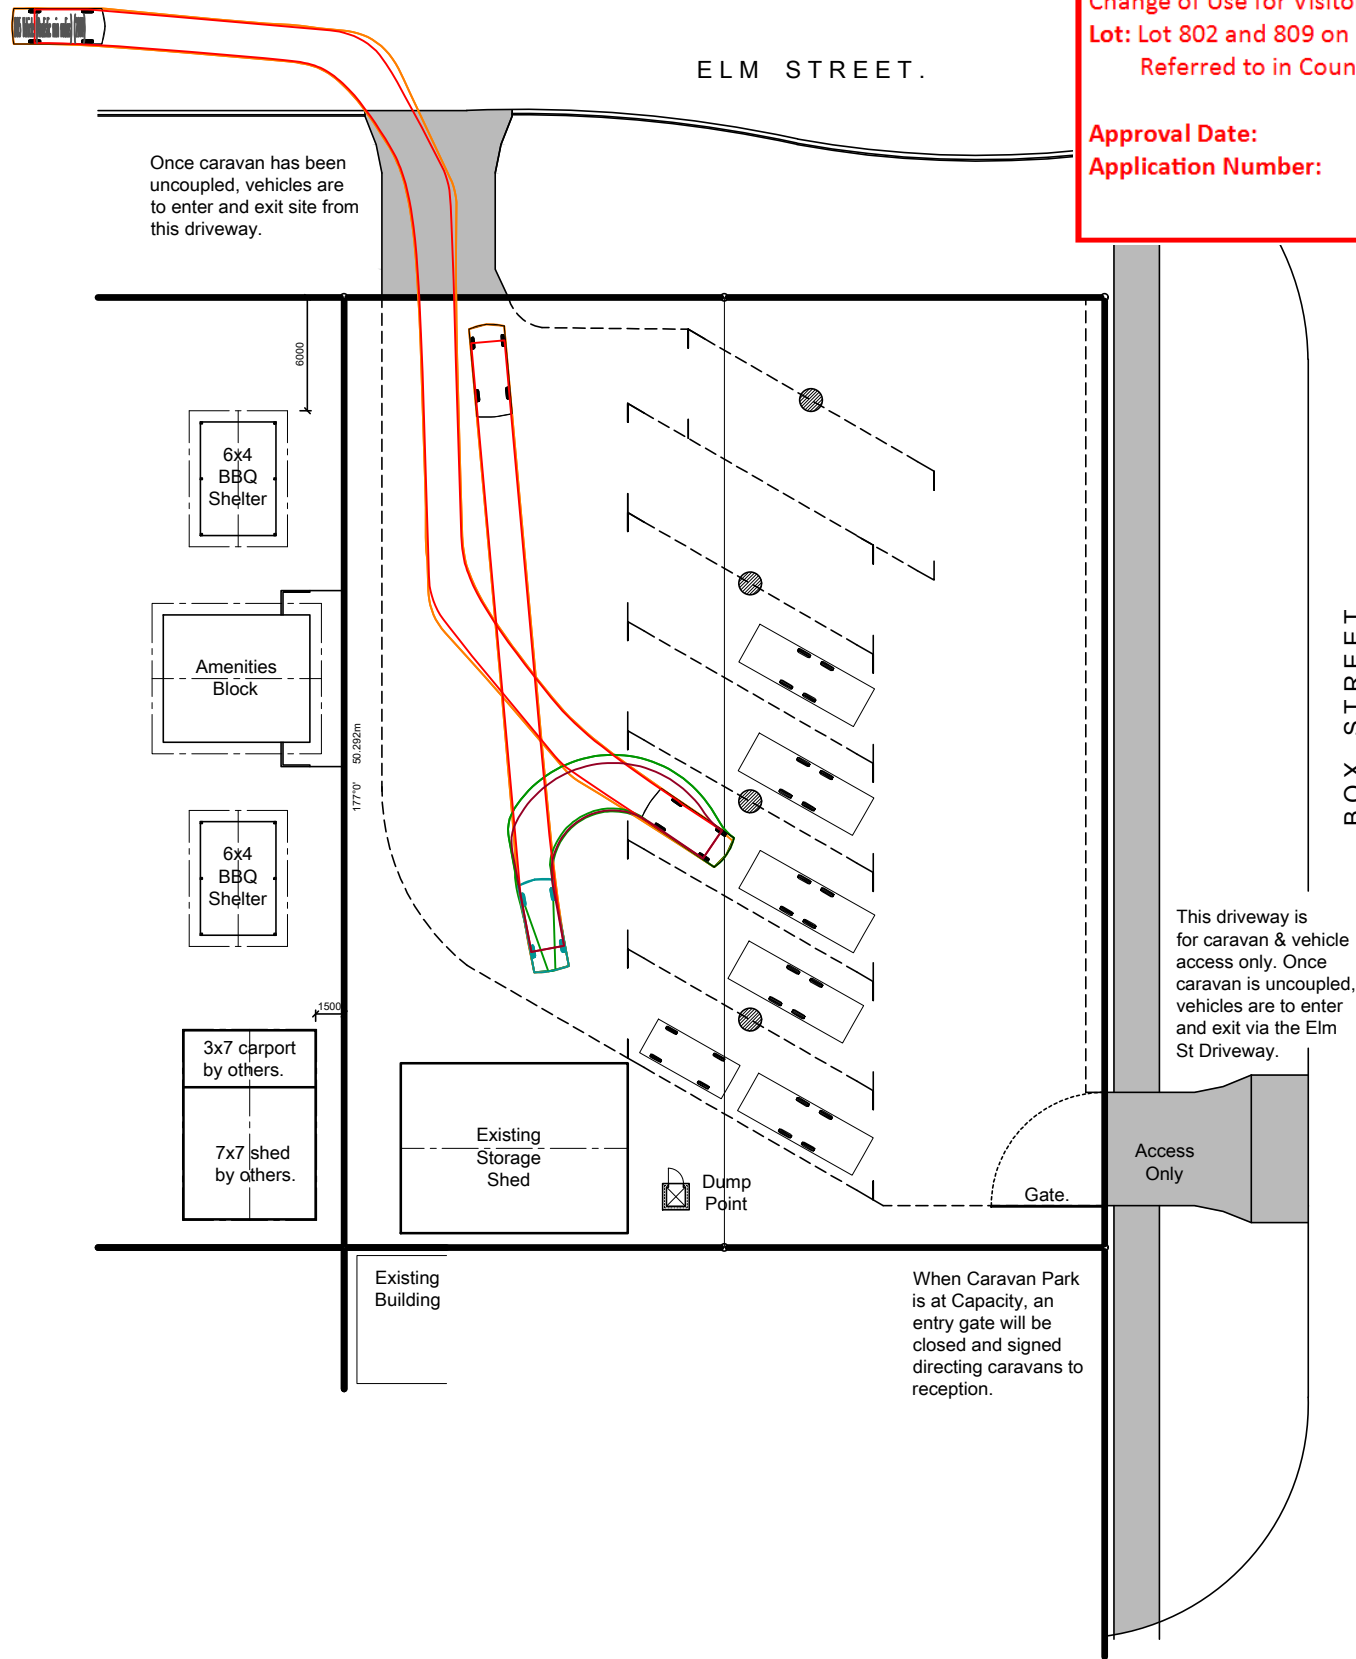 Change of Use for Visito
Lot: Lot 802 and 809 on
Referred to in Coun
Approval Date:
Application Number:
ELM STREET.
Once caravan has been
uncoupled, vehicles are
to enter and exit site from
this driveway.
6000
6x4
BBQ
Shelter
Amenities
Block
177°0' 50.292m
6x4
BBQ
Shelter
BOX STREET
This driveway is
for caravan & vehicle
access only. Once
caravan is uncoupled,
vehicles are to enter
and exit via the Elm
St Driveway.
1500
3x7 carport
by others.
7x7 shed
by others.
Existing
Storage
Shed
Dump
Point
Gate.
Access
Only
Existing
Building
When Caravan Park
is at Capacity, an
entry gate will be
closed and signed
directing caravans to
reception.